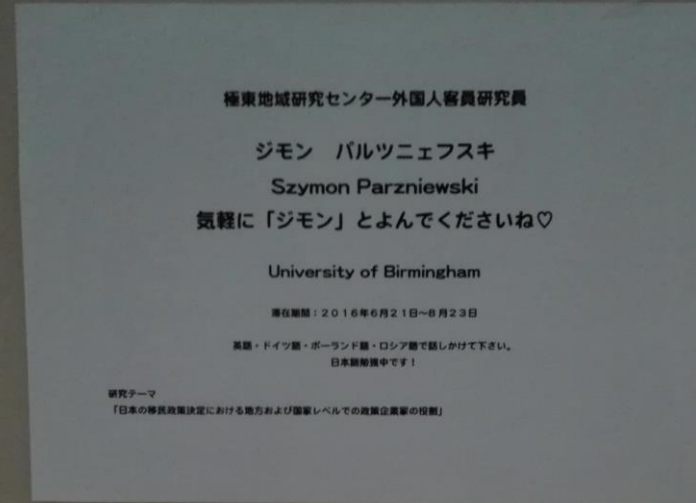 極東地域研究センター外国人客員研究員
ジモン　パルツニェフスキ
Szymon Parzniewski
気軽に「ジモン」とよんでくださいね♡
University of Birmingham
滞在期間：２０１６年６月２１日～８月２３日
英語・ドイツ語・ポーランド語・ロシア語で話しかけて下さい。
日本語勉強中です！
研究テーマ
「日本の移民政策決定における地方および国家レベルでの政策企業家の役割」